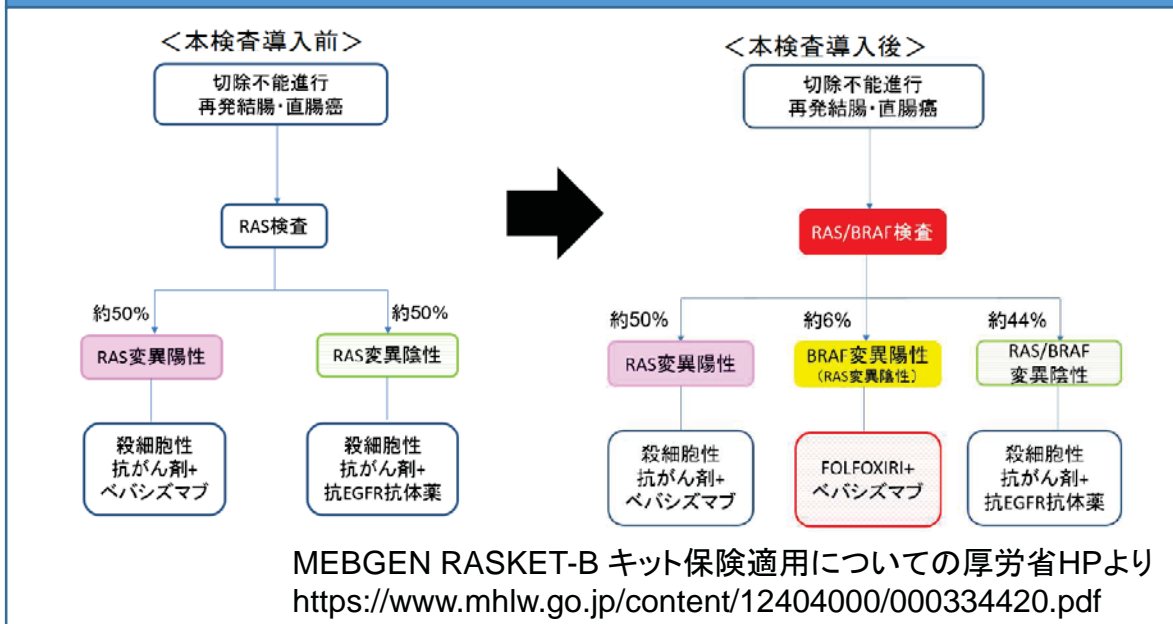 ＜本検査導入前＞
切除不能進行
再発結腸・直腸癌
RAS検査
約50%
約50%
RAS変異陽性
RAS変異陰性
殺細胞性
抗がん剤+
ベバシズマブ
殺細胞性
抗がん剤+
抗EGFR抗体薬
＜本検査導入後＞
切除不能進行
再発結腸・直腸癌
RAS/BRAF検査
約50%
約6%
約44%
RAS変異陽性
BRAF変異陽性
（RAS変異陰性）
RAS/BRAF
変異陰性
殺細胞性
抗がん剤+
ベバシズマブ
FOLFOXIRI+
ベバシズマブ
殺細胞性
抗がん剤+
抗EGFR抗体薬
MEBGEN RASKET-B キット保険適用についての厚労省HPより
https://www.mhlw.go.jp/content/12404000/000334420.pdf